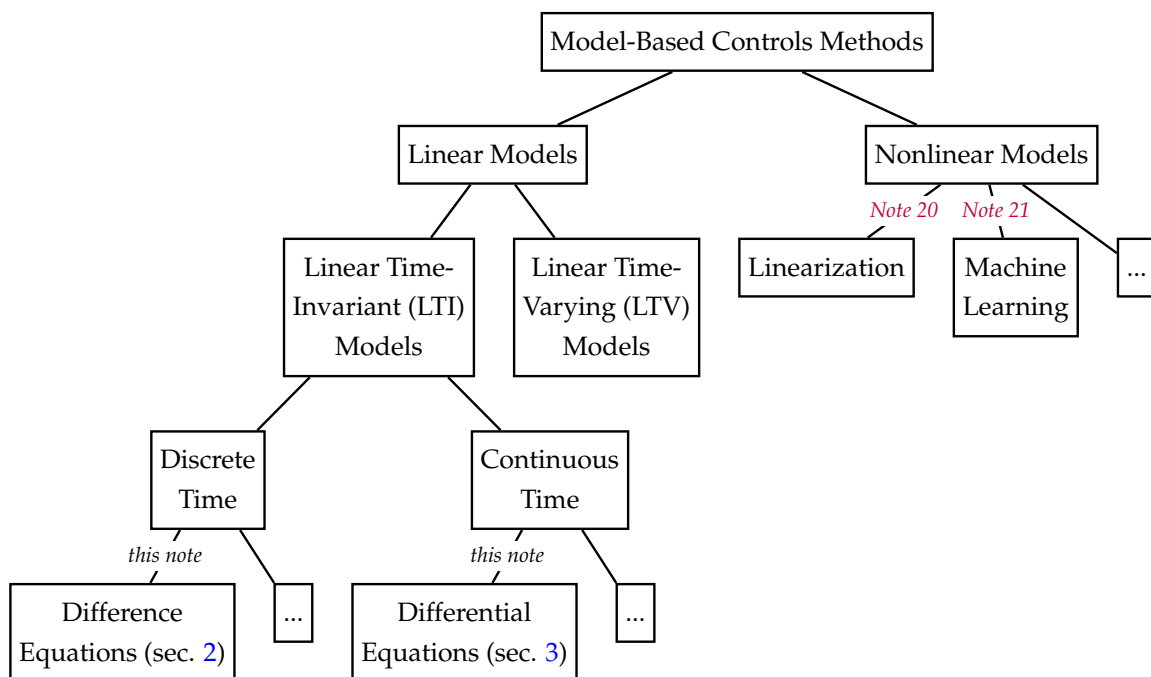 Model-Based Controls Methods
Linear Models
Nonlinear Models
Note 20
Note 21
Linear Time-
Invariant (LTI)
Models
Linear Time-
Varying (LTV)
Models
Linearization
Machine
Learning
...
Discrete
Time
Continuous
Time
this note
this note
Difference
Equations (sec. 2)
...
Differential
Equations (sec. 3)
...